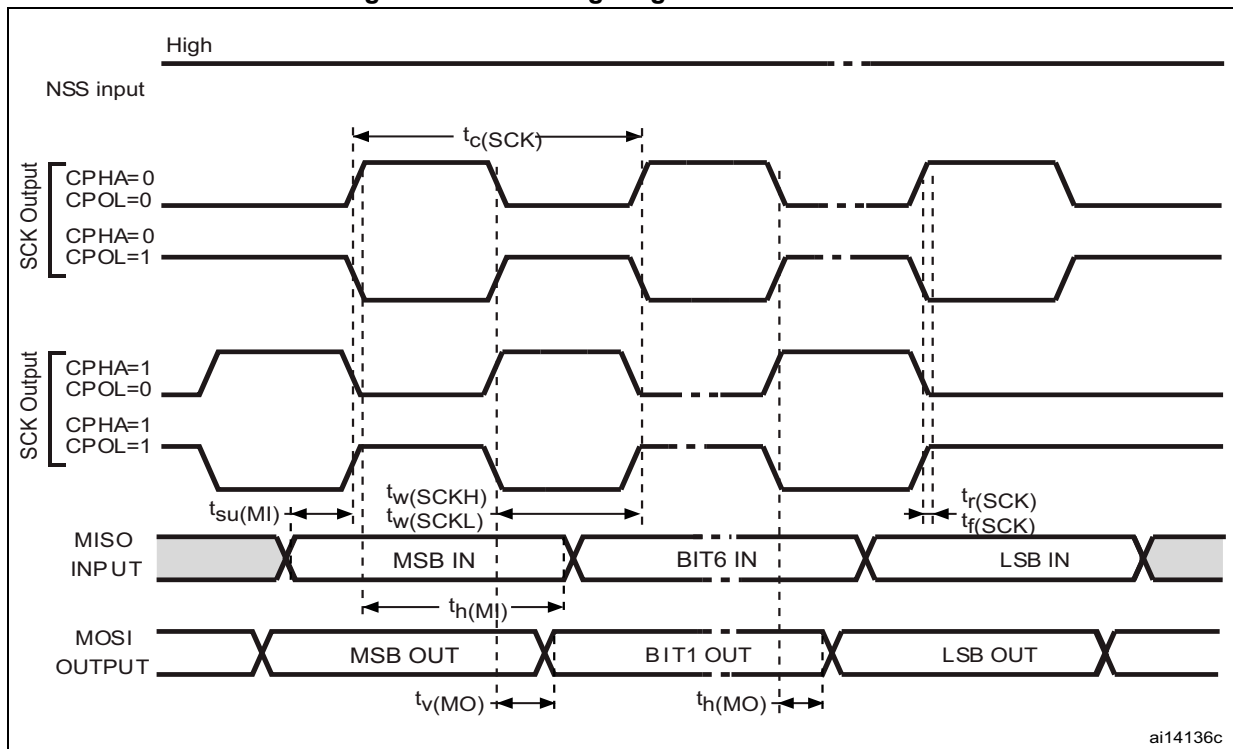 High
NSS input
tc(SCK)
SCK Output
CPHA=0
CPOL=0
CPHA=0
CPOL=1
SCK Output
CPHA=1
CPOL=0
CPHA=1
CPOL=1
tsu(MI)
tw(SCKH)
tw(SCKL)
tr(SCK)
tf(SCK)
MISO
INPUT
MSB IN
BIT6 IN
LSB IN
th(MI)
MOSI
OUTPUT
MSB OUT
BIT1 OUT
LSB OUT
tv(MO)
th(MO)
ai14136c